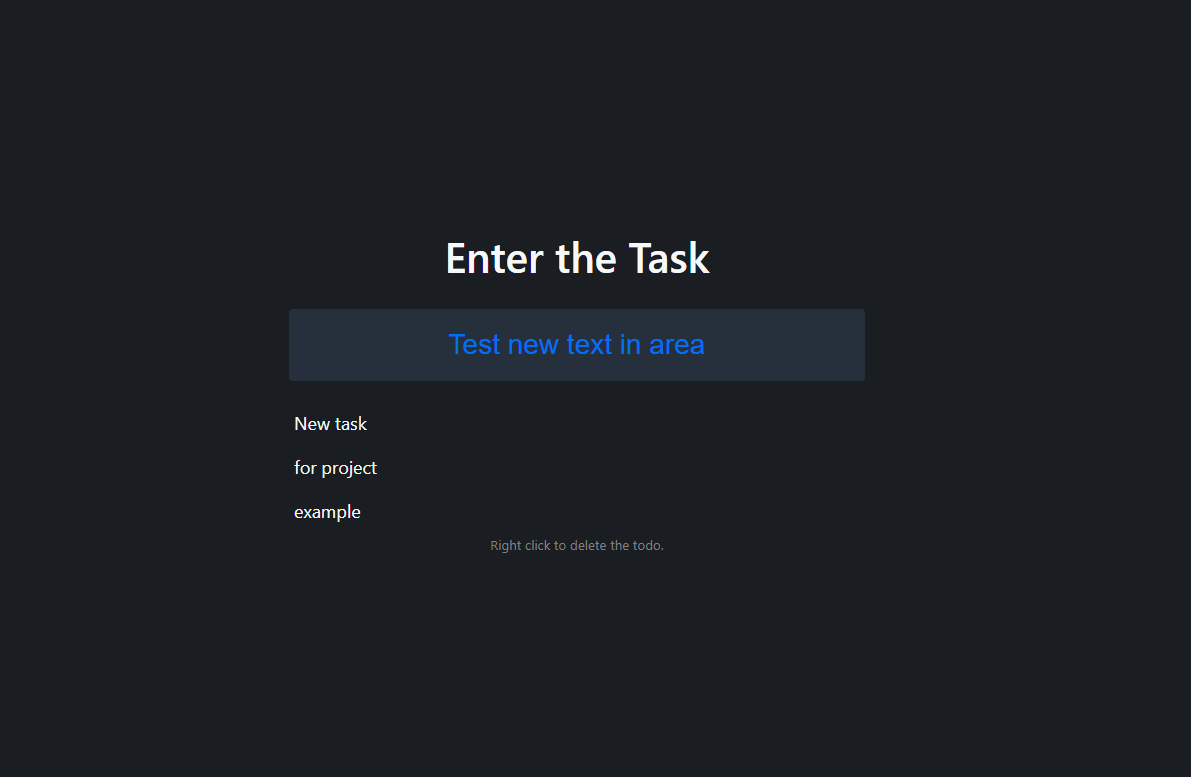 Enter the Task
Test new text in area
New task
for project
example
Right click to delete the todo.